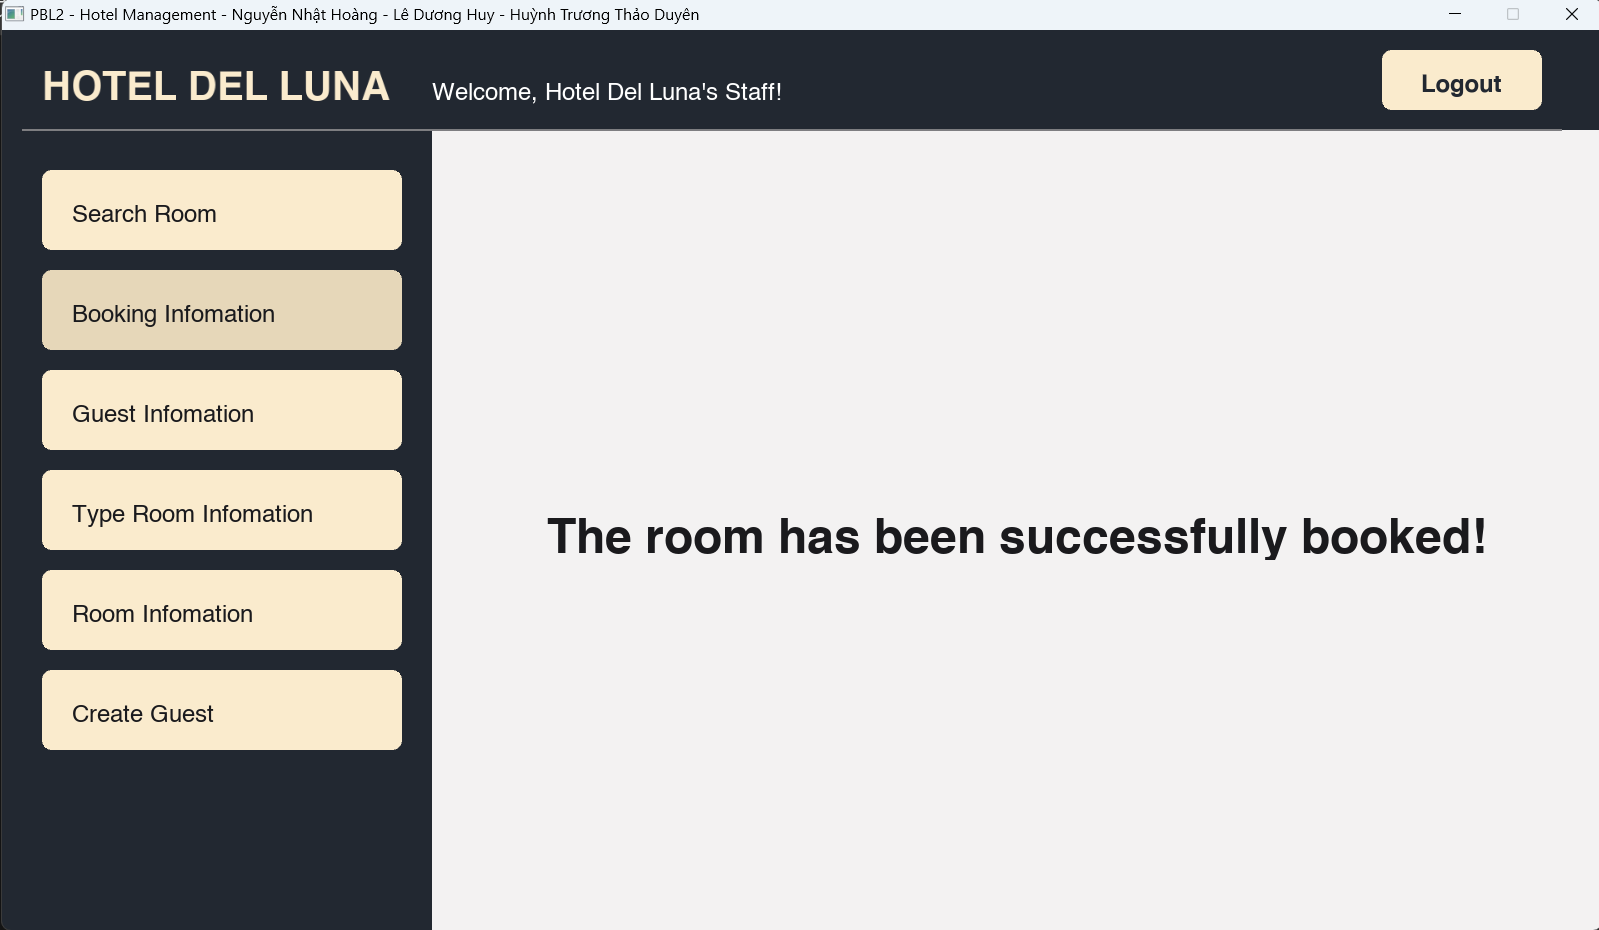 PBL2 - Hotel Management - Nguyễn Nhật Hoàng - Lê Dương Huy - Huỳnh Trương Thảo Duyên
HOTEL DEL LUNA
Welcome, Hotel Del Luna's Staff!
Logout
Search Room
Booking Infomation
Guest Infomation
Type Room Infomation
Room Infomation
Create Guest
The room has been successfully booked!